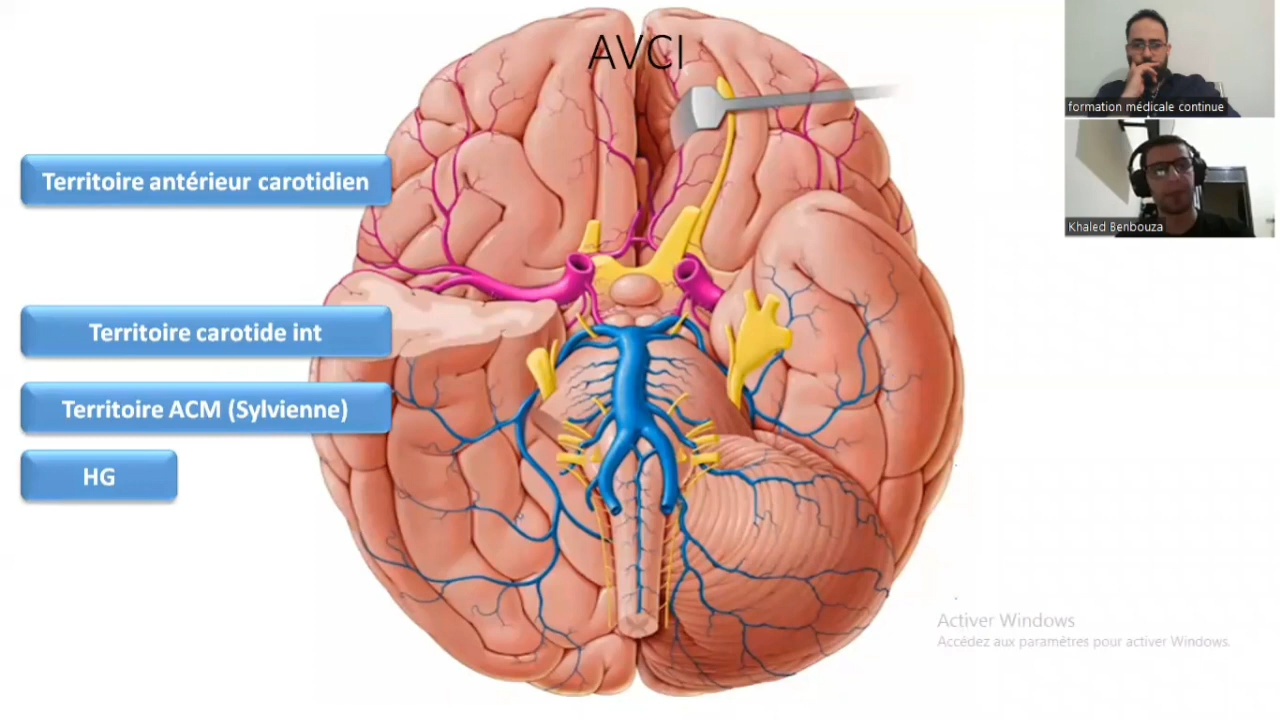 AVCI
formation médicale continue
Territoire antérieur carotidien
Khaled Benbouza
Territoire carotide int
Territoire ACM (Sylvienne)
HG
Activer Windows
Accédez aux paramètres pour activer Windows.